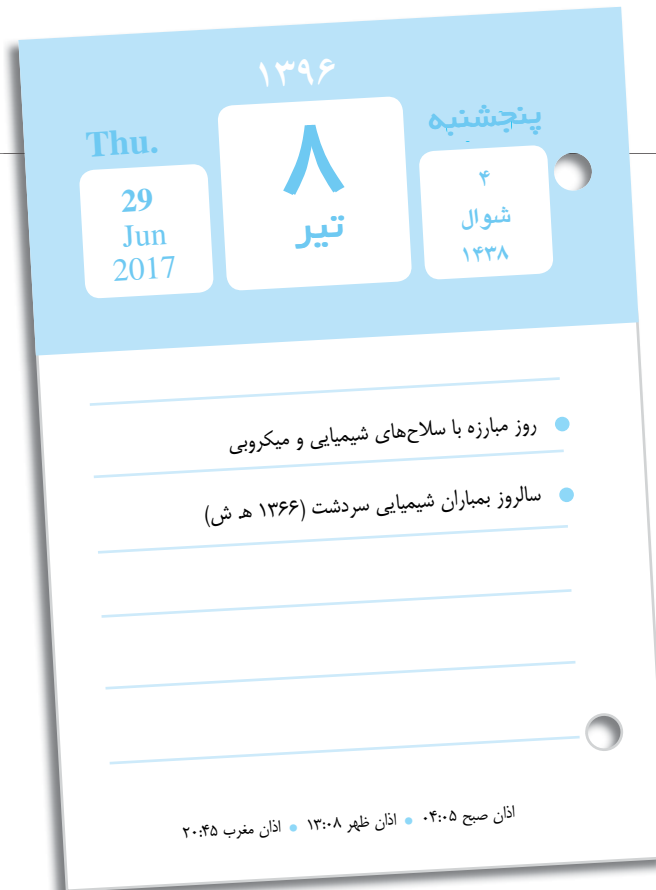 ۱۳۹۶
پنجشنبه
۸
تیر
Thu.
۴
شوال
۱۴۳۸
29
Jun
2017
روز مبارزه با سلاح‌های شیمیایی و میکروبی
سالروز بمباران شیمیایی سردشت (۱۳۶۶ هـ ش)
اذان صبح ۰۴:۰۵ • اذان ظهر ۱۳:۰۸ • اذان مغرب ۲۰:۴۵